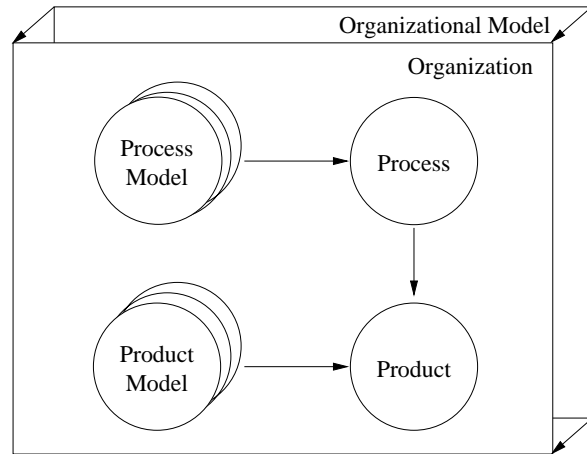 Organizational Model
Organization
Process
Model
Process
Product
Model
Product